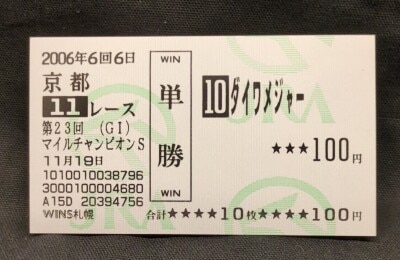 2006年6回6日
京都
11レース
第23回 (GI)
マイルチャンピオンS
11月19日
1010010038796
3000100004680
A15D 20394756
WINS札幌
WIN
単勝
WIN
10ダイワメジャー
★★★100円
合計★★★★10枚★★★★100円
JRA
JRA